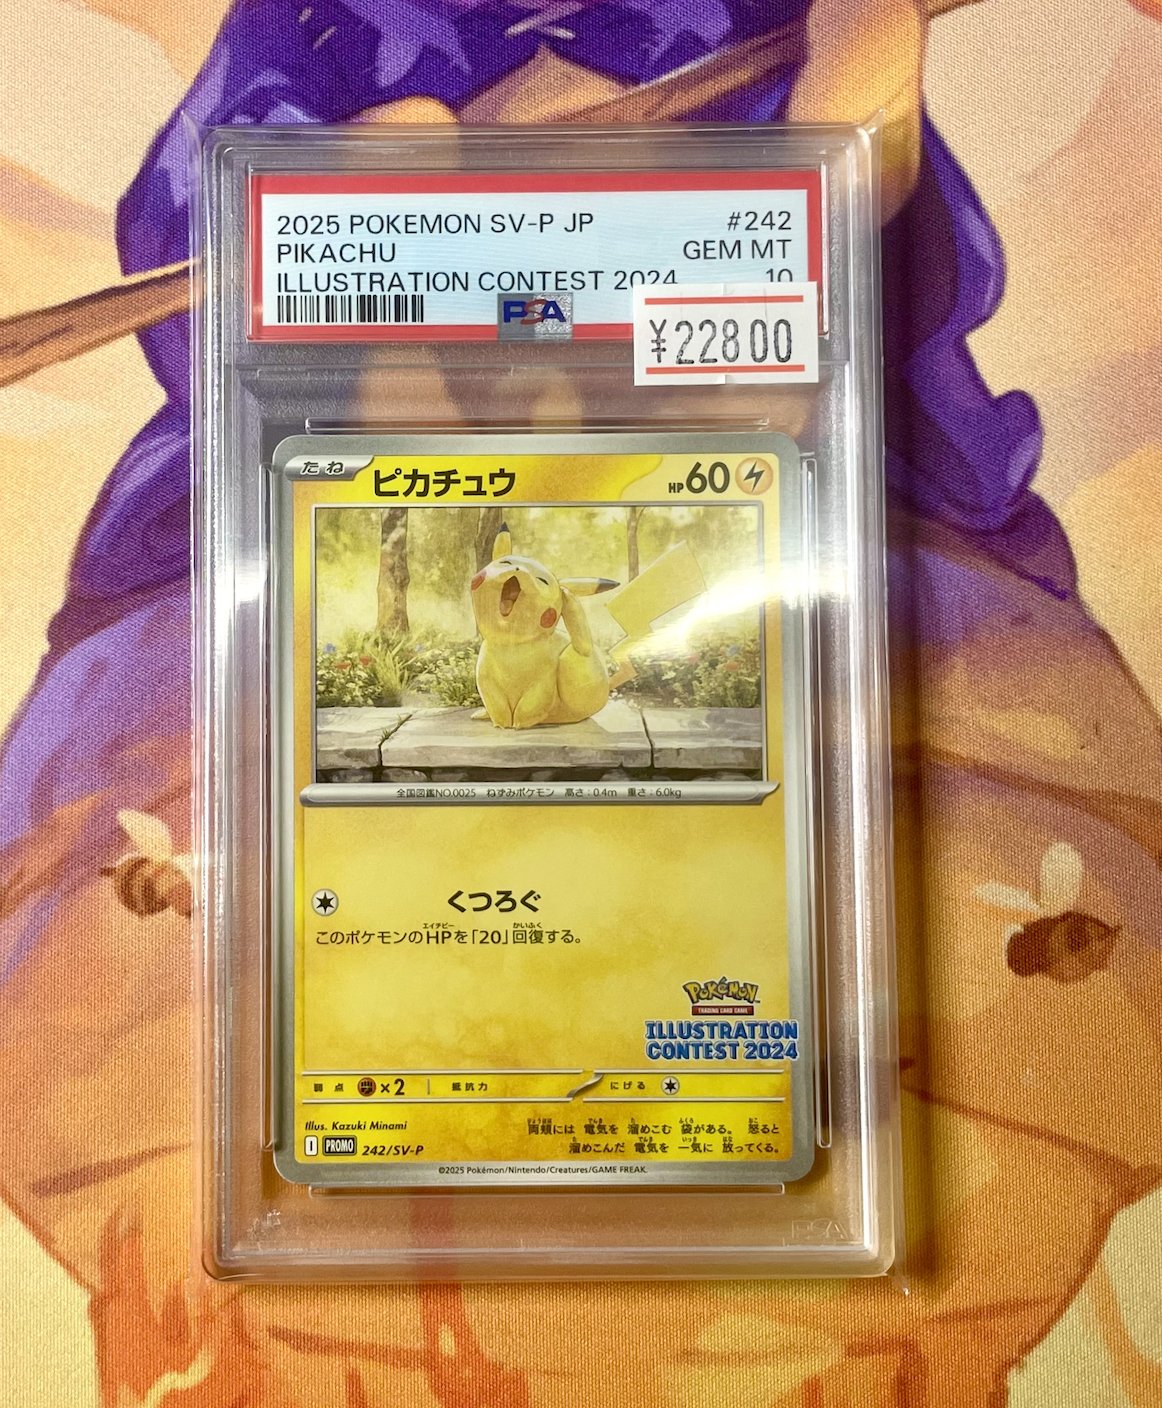 2025 POKEMON SV-P JP #242
PIKACHU GEM MT
ILLUSTRATION CONTEST 2024 10
PSA
¥22800
たね ピカチュウ HP60
全国図鑑NO.0025 ねずみポケモン 高さ:0.4m 重さ:6.0kg
くつろぐ
このポケモンのHPを「20」回復する。
POKéMON
TRADING CARD GAME
ILLUSTRATION
CONTEST 2024
弱点 ×2 抵抗力 にげる
Illus. Kazuki Minami
両頬には 電気を 溜めこむ 袋がある。 怒ると
溜めこんだ 電気を 一気に 放ってくる。
I PROMO 242/SV-P
©2025 Pokémon/Nintendo/Creatures/GAME FREAK.
PSA